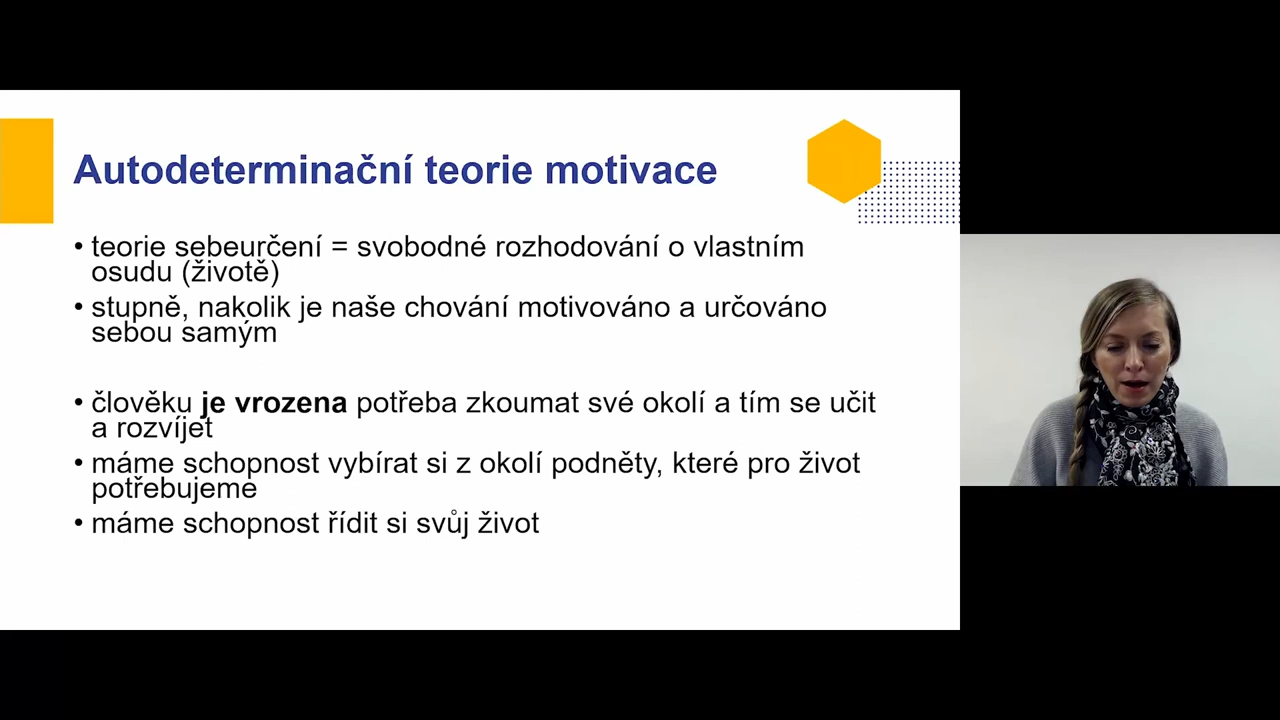 Autodeterminační teorie motivace
• teorie sebeurčení = svobodné rozhodování o vlastním
osudu (životě)
• stupně, nakolik je naše chování motivováno a určováno
sebou samým
• člověku je vrozena potřeba zkoumat své okolí a tím se učit
a rozvíjet
• máme schopnost vybírat si z okolí podněty, které pro život
potřebujeme
• máme schopnost řídit si svůj život